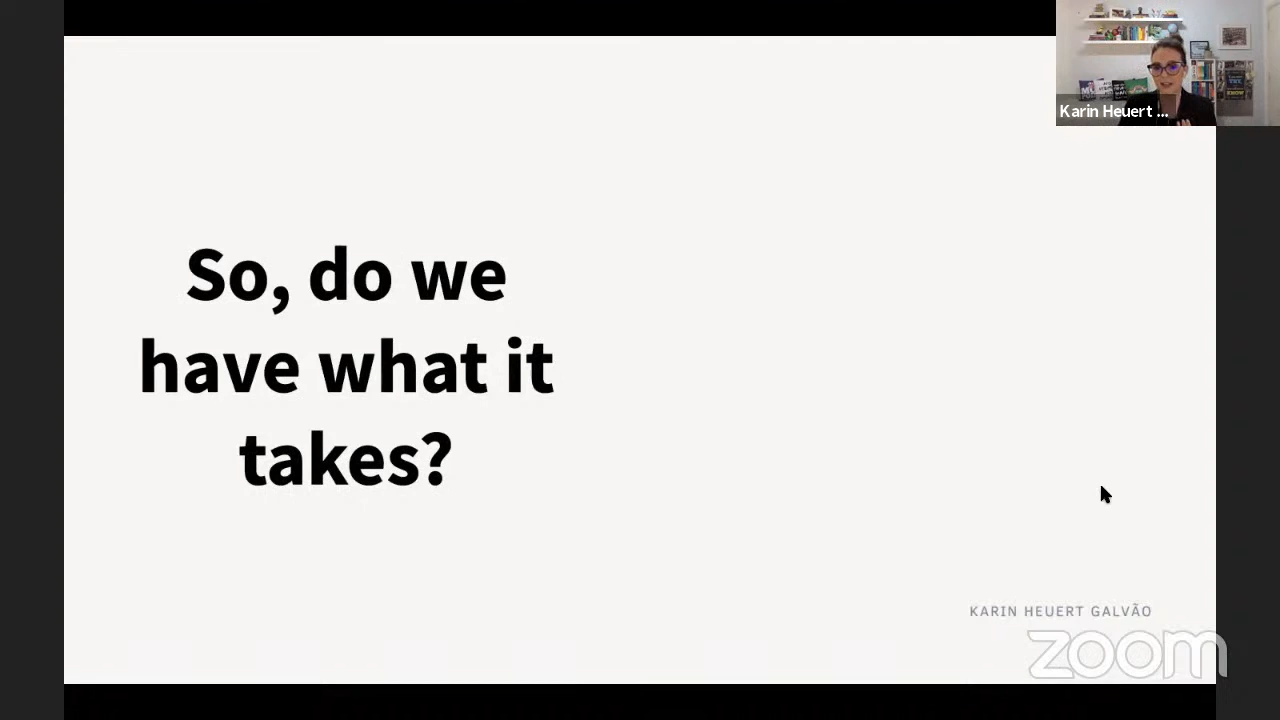 Karin Heuert ...
So, do we
have what it
takes?
KARIN HEUERT GALVÃO
zoom